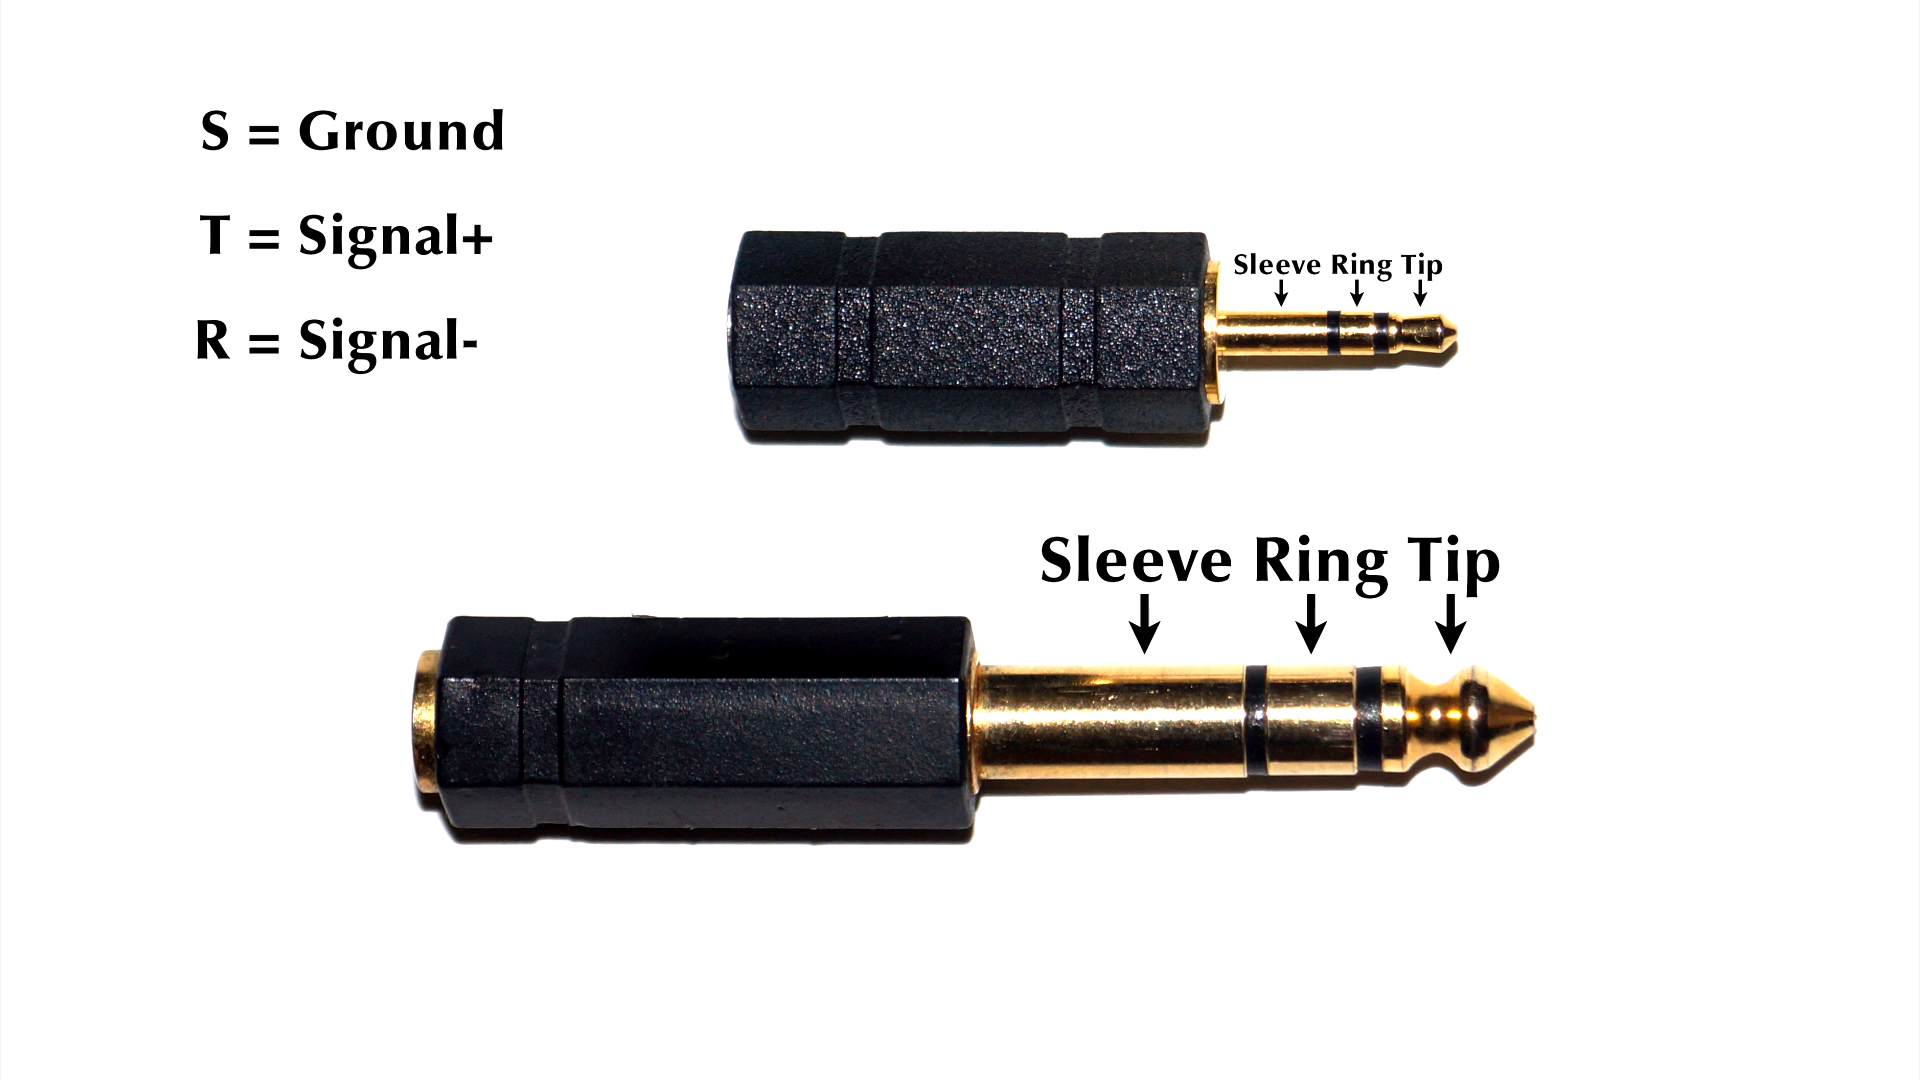 S = Ground
T = Signal+
R = Signal-
Sleeve Ring Tip
Sleeve Ring Tip